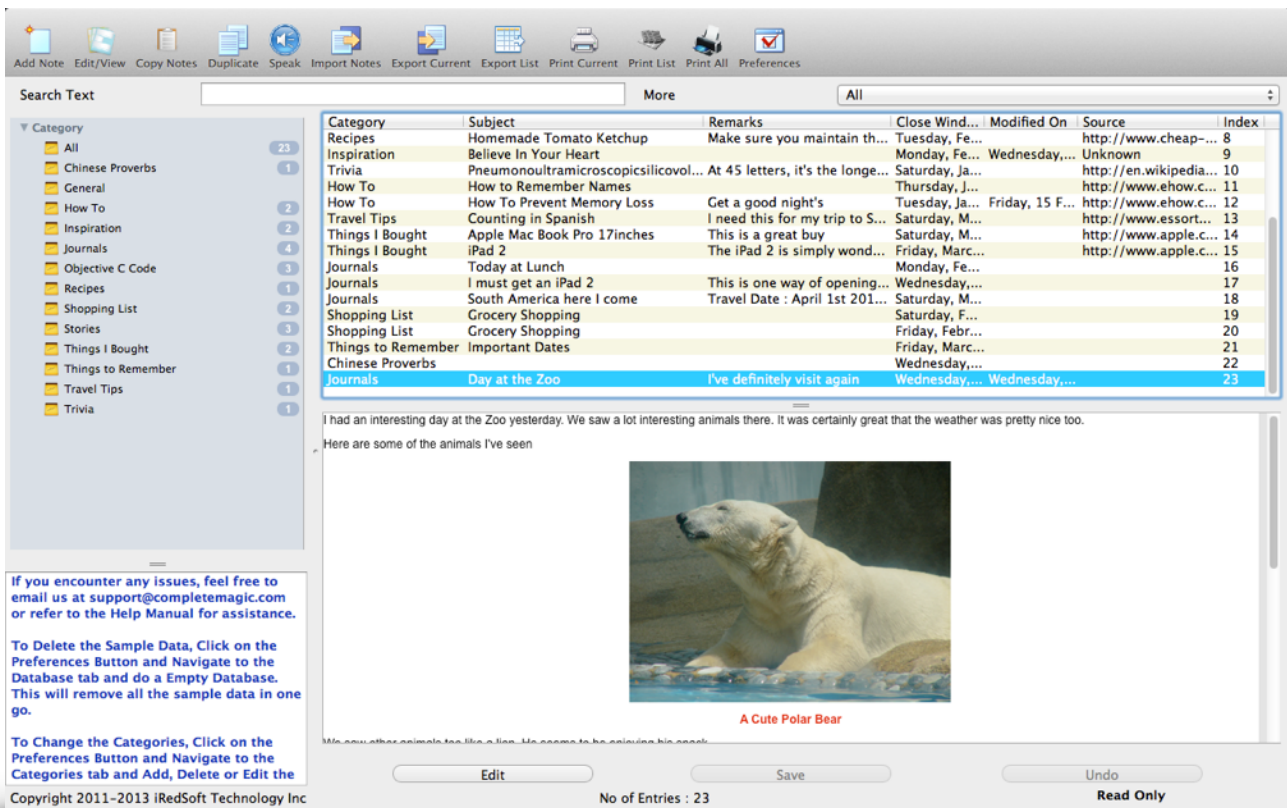 Add Note Edit/View Copy Notes Duplicate Speak Import Notes Export Current Export List Print Current Print List Print All Preferences
Search Text More All
Category
All 23
Chinese Proverbs 1
General
How To 2
Inspiration 2
Journals 4
Objective C Code 3
Recipes 1
Shopping List 2
Stories 3
Things I Bought 2
Things to Remember 1
Travel Tips 1
Trivia 1
Category Subject Remarks Close Wind... Modified On Source Index
Recipes Homemade Tomato Ketchup Make sure you maintain th... Tuesday, Fe... http://www.cheap-... 8
Inspiration Believe In Your Heart Monday, Fe... Wednesday,... Unknown 9
Trivia Pneumonoultramicroscopicsilicovol... At 45 letters, it's the longe... Saturday, Ja... http://en.wikipedia... 10
How To How to Remember Names Thursday, J... http://www.ehow.c... 11
How To How To Prevent Memory Loss Get a good night's Tuesday, Ja... Friday, 15 F... http://www.ehow.c... 12
Travel Tips Counting in Spanish I need this for my trip to S... Saturday, M... http://www.essort... 13
Things I Bought Apple Mac Book Pro 17inches This is a great buy Saturday, M... http://www.apple.c... 14
Things I Bought iPad 2 The iPad 2 is simply wond... Friday, Marc... http://www.apple.c... 15
Journals Today at Lunch Monday, Fe... 16
Journals I must get an iPad 2 This is one way of opening... Wednesday,... 17
Journals South America here I come Travel Date : April 1st 201... Saturday, M... 18
Shopping List Grocery Shopping Saturday, F... 19
Shopping List Grocery Shopping Friday, Febr... 20
Things to Remember Important Dates Friday, Marc... 21
Chinese Proverbs Wednesday,... 22
Journals Day at the Zoo I've definitely visit again Wednesday,... Wednesday,... 23
I had an interesting day at the Zoo yesterday. We saw a lot interesting animals there. It was certainly great that the weather was pretty nice too.
Here are some of the animals I've seen
A Cute Polar Bear
We saw other animals too like a lion. He seems to be enjoying his
If you encounter any issues, feel free to
email us at support@completemagic.com
or refer to the Help Manual for assistance.
To Delete the Sample Data, Click on the
Preferences Button and Navigate to the
Database tab and do a Empty Database.
This will remove all the sample data in one
go.
To Change the Categories, Click on the
Preferences Button and Navigate to the
Categories tab and Add, Delete or Edit the
Edit Save Undo
Copyright 2011-2013 iRedSoft Technology Inc No of Entries : 23 Read Only